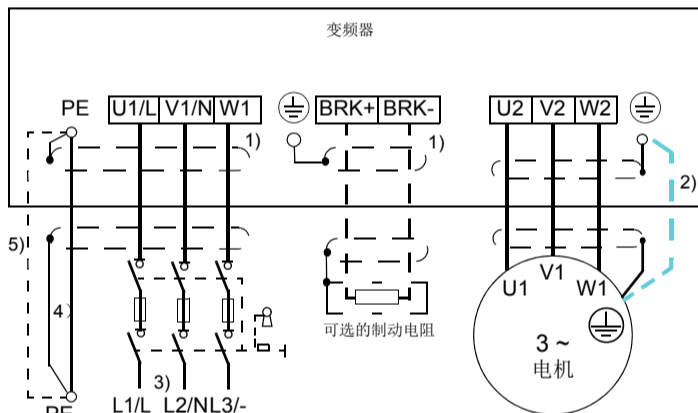 变频器
PE U1/L V1/N W1 BRK+ BRK- U2 V2 W2
1) 1)
2)
5)
4)
U1 V1 W1
可选的制动电阻
3 ~
电机
3)
PE L1/L L2/N L3/-